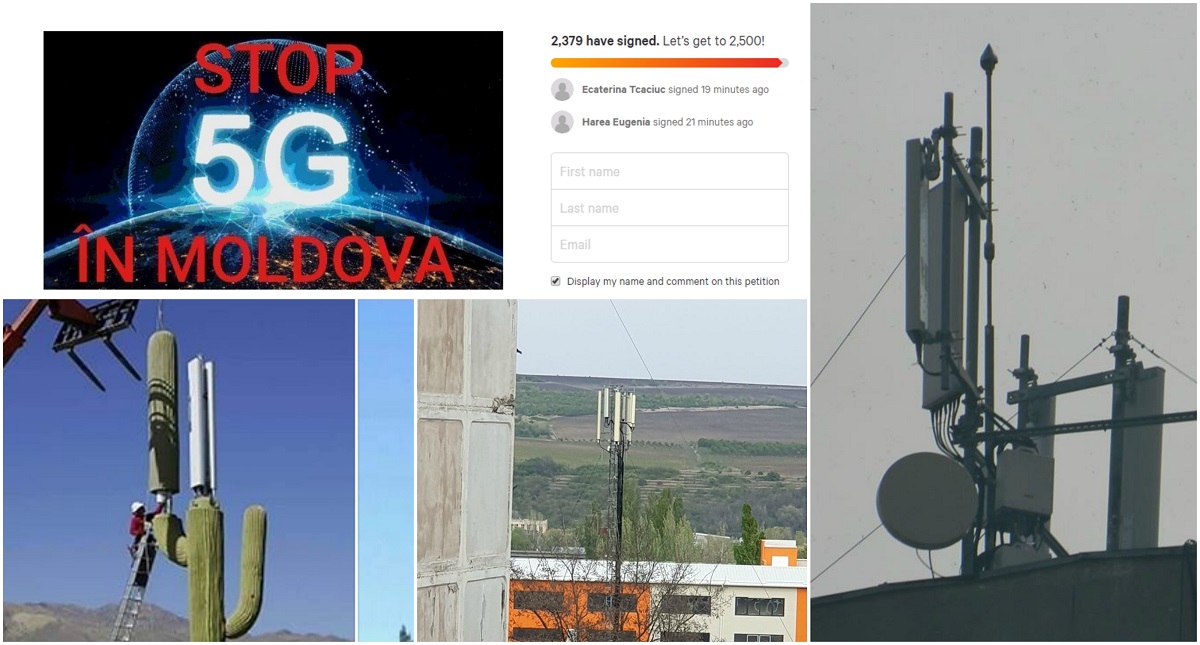 STOP
5G
ÎN MOLDOVA
2,379 have signed. Let's get to 2,500!
Ecaterina Tcaciuc signed 19 minutes ago
Harea Eugenia signed 21 minutes ago
First name
Last name
Email
Display my name and comment on this petition